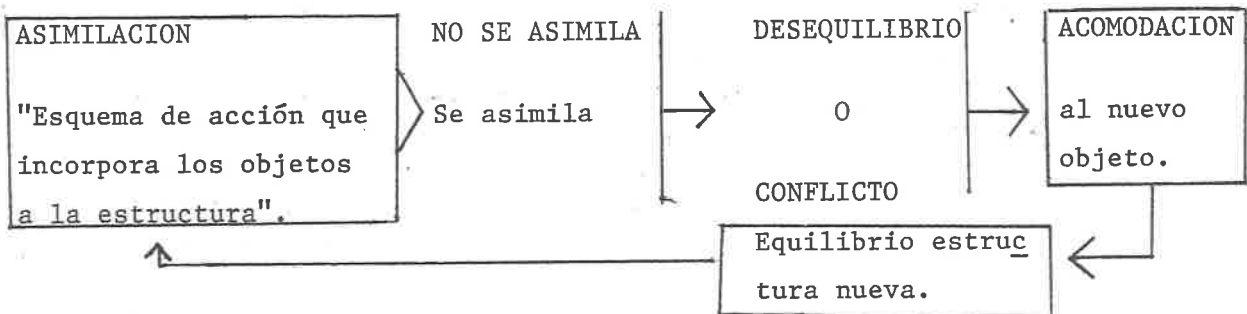 ASIMILACION
"Esquema de acción que
incorpora los objetos
a la estructura".
NO SE ASIMILA
Se asimila
DESEQUILIBRIO
O
CONFLICTO
ACOMODACION
al nuevo
objeto.
Equilibrio estruc
tura nueva.